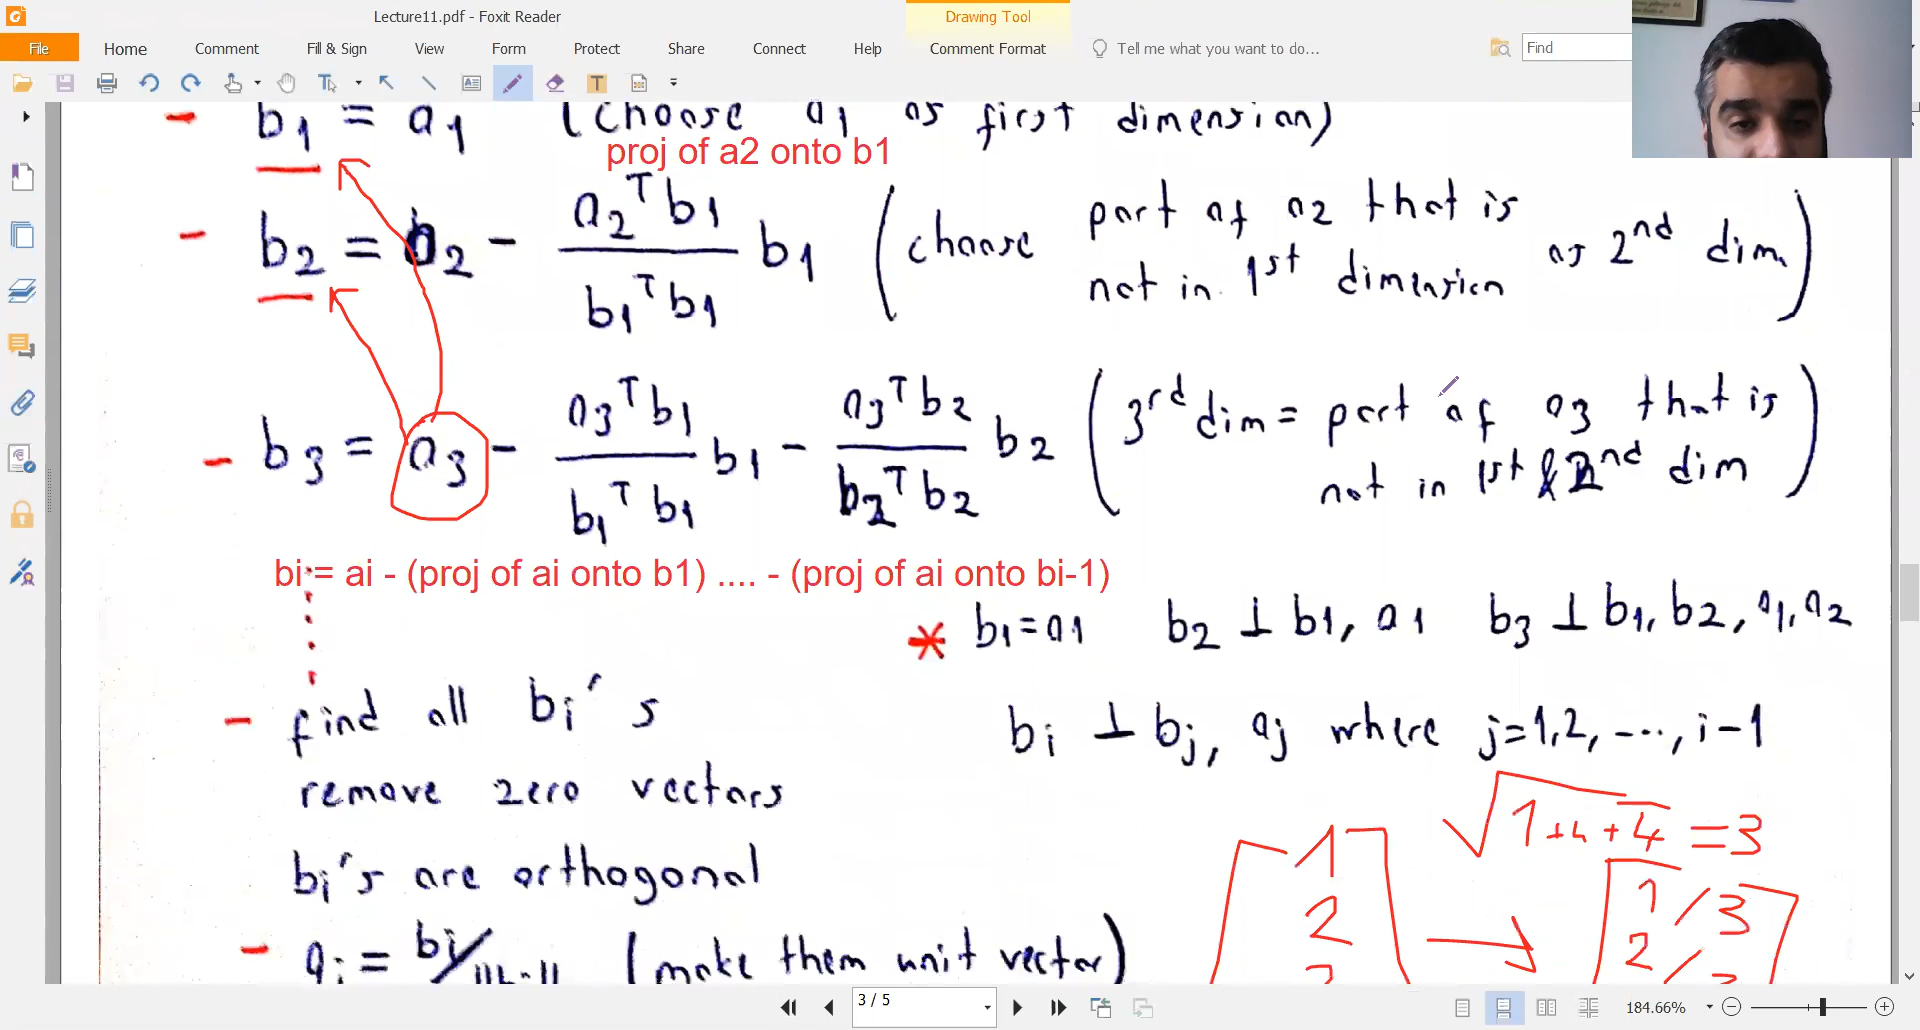 Lecture11.pdf - Foxit Reader
Drawing Tool
File Home Comment Fill & Sign View Form Protect Share Connect Help Comment Format Tell me what you want to do... Find
- b1 = a1 (choose a1 as first dimension)
proj of a2 onto b1
- b2 = b2 - a2ᵀb1 / b1ᵀb1 b1 (choose part of a2 that is not in 1st dimension as 2nd dim.)
- b3 = a3 - a3ᵀb1 / b1ᵀb1 b1 - a3ᵀb2 / b2ᵀb2 b2 (3rd dim = part of a3 that is not in 1st & 2nd dim)
bi = ai - (proj of ai onto b1) .... - (proj of ai onto bi-1)
* b1 = a1 b2 ⊥ b1, a1 b3 ⊥ b1, b2, a1, a2
- find all bi's
bi ⊥ bj, aj where j=1,2, ----, i-1
remove zero vectors
√1+4+4 = 3
bi's are orthogonal
1
2
→
1/3
2/
- qi = bi/||bi|| (make them unit vector)
3 / 5
184.66%